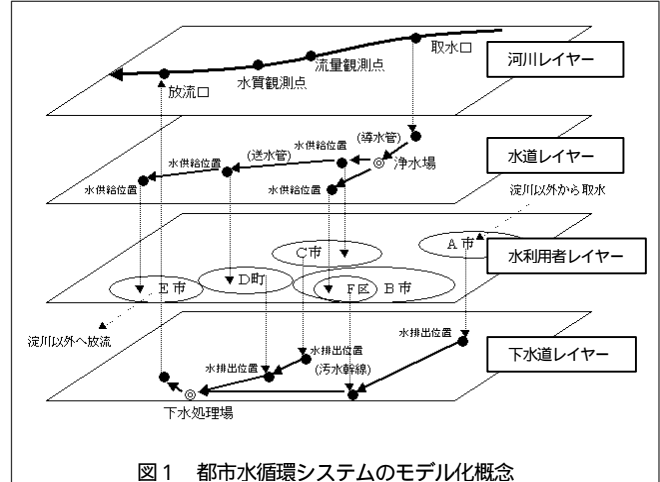 取水口
河川レイヤー
流量観測点
水質観測点
放流口
(導水管)
水道レイヤー
水供給位置
(送水管)
水供給位置
浄水場
水供給位置
水供給位置
淀川以外から取水
A市
水利用者レイヤー
C市
D町
E市
F区
B市
淀川以外へ放流
水排出位置
下水道レイヤー
水排出位置
水排出位置
(汚水幹線)
下水処理場
図1 都市水循環システムのモデル化概念